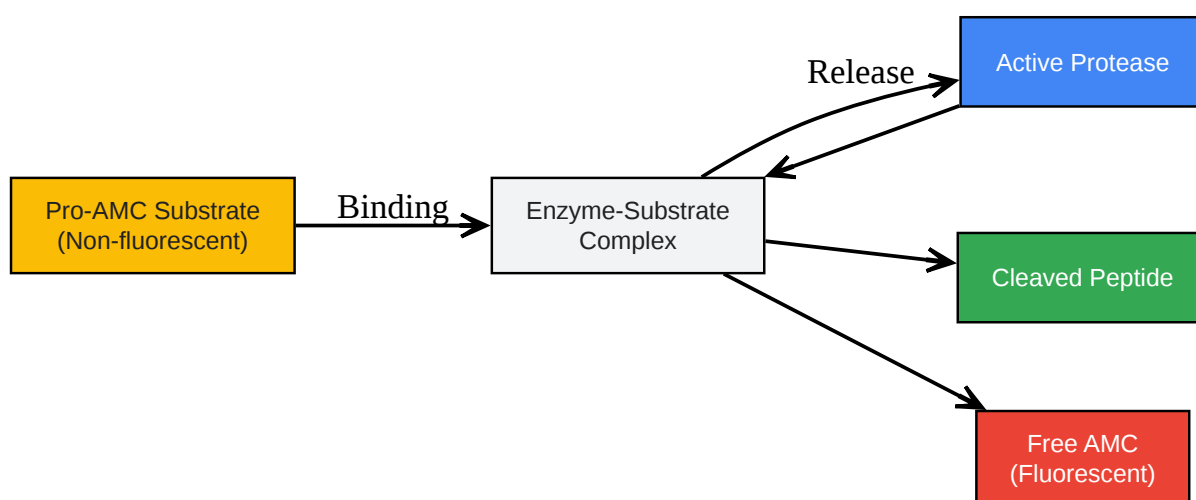 Release
Active Protease
Pro-AMC Substrate
(Non-fluorescent)
Binding
Enzyme-Substrate
Complex
Cleaved Peptide
Free AMC
(Fluorescent)